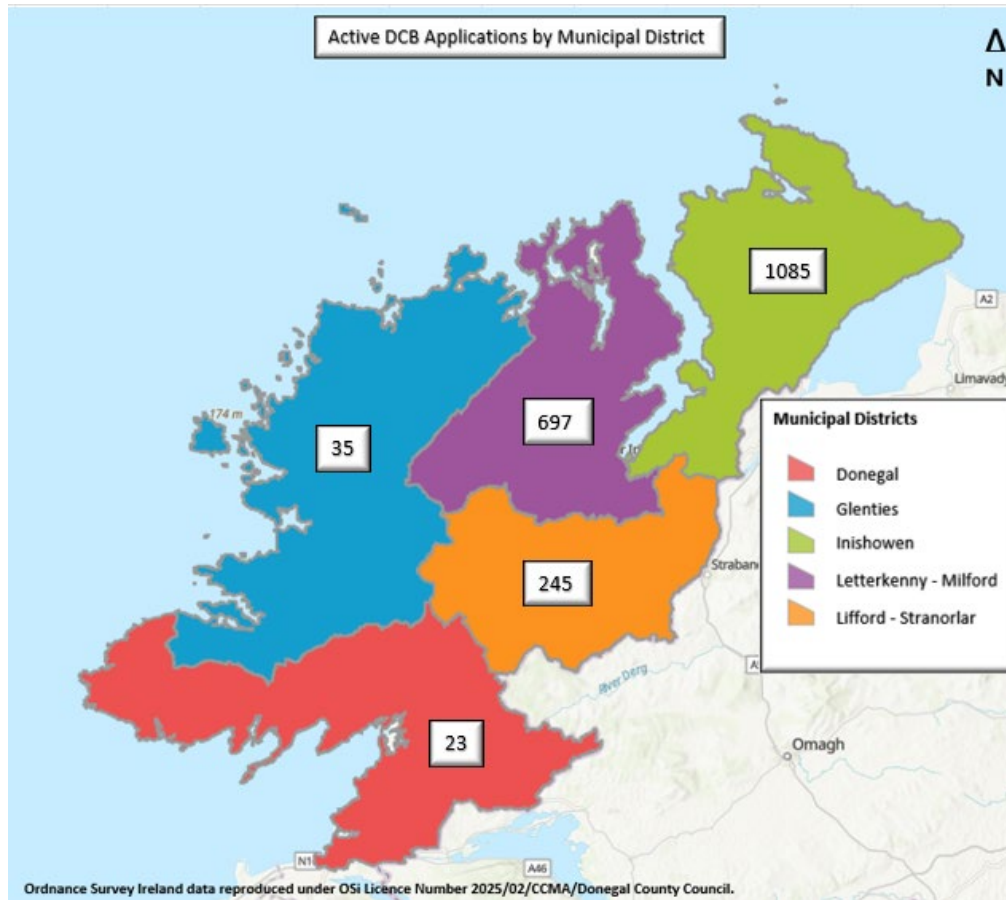 Active DCB Applications by Municipal District
Δ
N
1085
A2
Limavady
174 m
35
697
Municipal Districts
Donegal
Glenties
Inishowen
Letterkenny - Milford
Lifford - Stranorlar
245
Straban
River Derg
23
Omagh
N1
A46
Ordnance Survey Ireland data reproduced under OSi Licence Number 2025/02/CCMA/Donegal County Council.